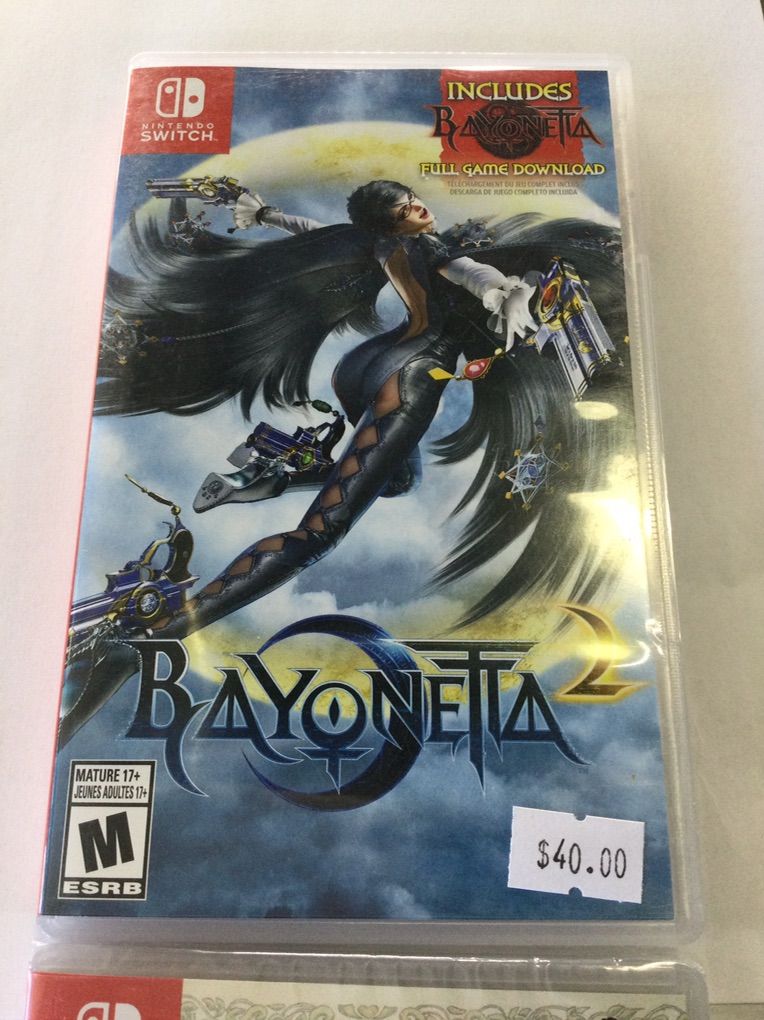 NINTENDO
SWITCH™
INCLUDES
BAYONETTA
FULL GAME DOWNLOAD
TÉLÉCHARGEMENT DU JEU COMPLET INCLUS
DESCARGA DE JUEGO COMPLETO INCLUIDA
BAYONETTA 2
MATURE 17+
JEUNES ADULTES 17+
M
ESRB
$40.00